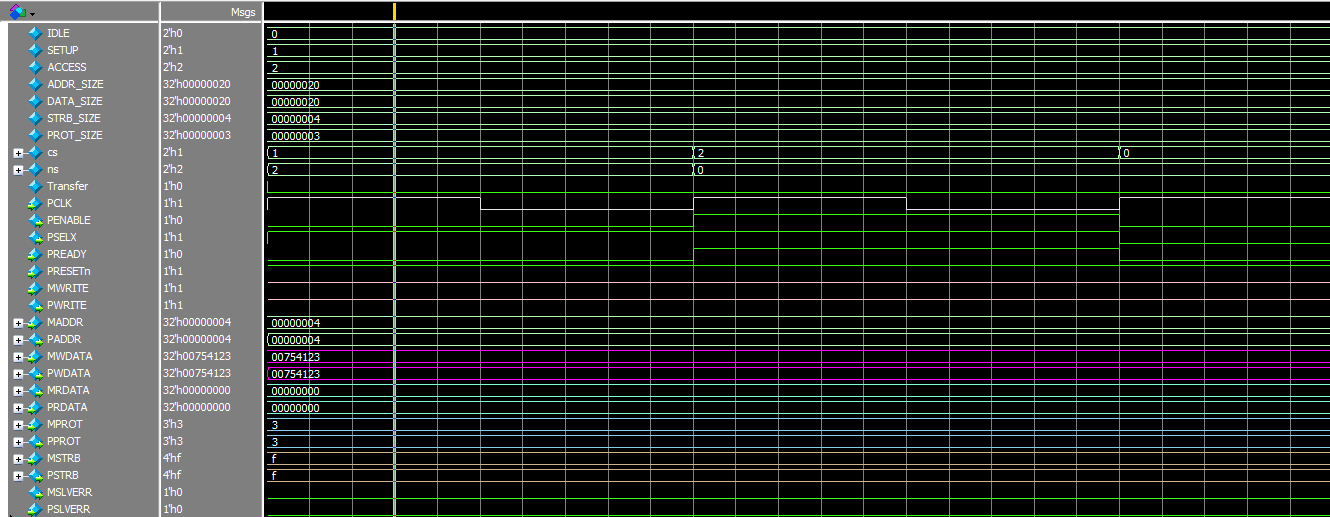 Msgs
IDLE 2'h0 0
SETUP 2'h1 1
ACCESS 2'h2 2
ADDR_SIZE 32'h00000020 00000020
DATA_SIZE 32'h00000020 00000020
STRB_SIZE 32'h00000004 00000004
PROT_SIZE 32'h00000003 00000003
cs 2'h1 1 2 0
ns 2'h2 2 0
Transfer 1'h0
PCLK 1'h1
PENABLE 1'h0
PSELX 1'h1
PREADY 1'h0
PRESETn 1'h1
MWRITE 1'h1
PWRITE 1'h1
MADDR 32'h00000004 00000004
PADDR 32'h00000004 00000004
MWDATA 32'h00754123 00754123
PWDATA 32'h00754123 00754123
MRDATA 32'h00000000 00000000
PRDATA 32'h00000000 00000000
MPROT 3'h3 3
PPROT 3'h3 3
MSTRB 4'hf f
PSTRB 4'hf f
MSLVERR 1'h0
PSLVERR 1'h0